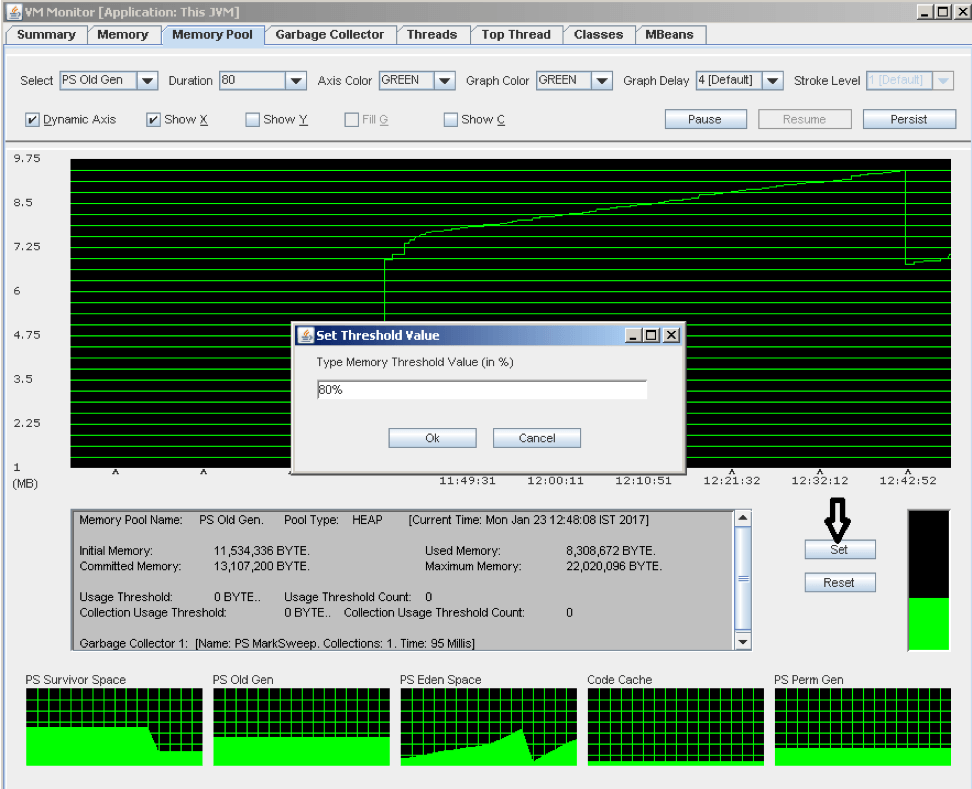 VM Monitor [Application: This JVM]
Summary Memory Memory Pool Garbage Collector Threads Top Thread Classes MBeans
Select PS Old Gen Duration 80 Axis Color GREEN Graph Color GREEN Graph Delay 4 [Default] Stroke Level 1 [Default]
Dynamic Axis Show X Show Y Fill G Show C Pause Resume Persist
9.75
8.5
7.25
6
4.75
3.5
2.25
1
(MB)
Set Threshold Value
Type Memory Threshold Value (in %)
80%
Ok Cancel
11:49:31 12:00:11 12:10:51 12:21:32 12:32:12 12:42:52
Memory Pool Name: PS Old Gen. Pool Type: HEAP [Current Time: Mon Jan 23 12:48:08 IST 2017]
Initial Memory: 11,534,336 BYTE. Used Memory: 8,308,672 BYTE.
Committed Memory: 13,107,200 BYTE. Maximum Memory: 22,020,096 BYTE.
Usage Threshold: 0 BYTE.. Usage Threshold Count: 0
Collection Usage Threshold: 0 BYTE.. Collection Usage Threshold Count: 0
Garbage Collector 1: [Name: PS MarkSweep. Collections: 1. Time: 95 Millis]
Set
Reset
PS Survivor Space PS Old Gen PS Eden Space Code Cache PS Perm Gen